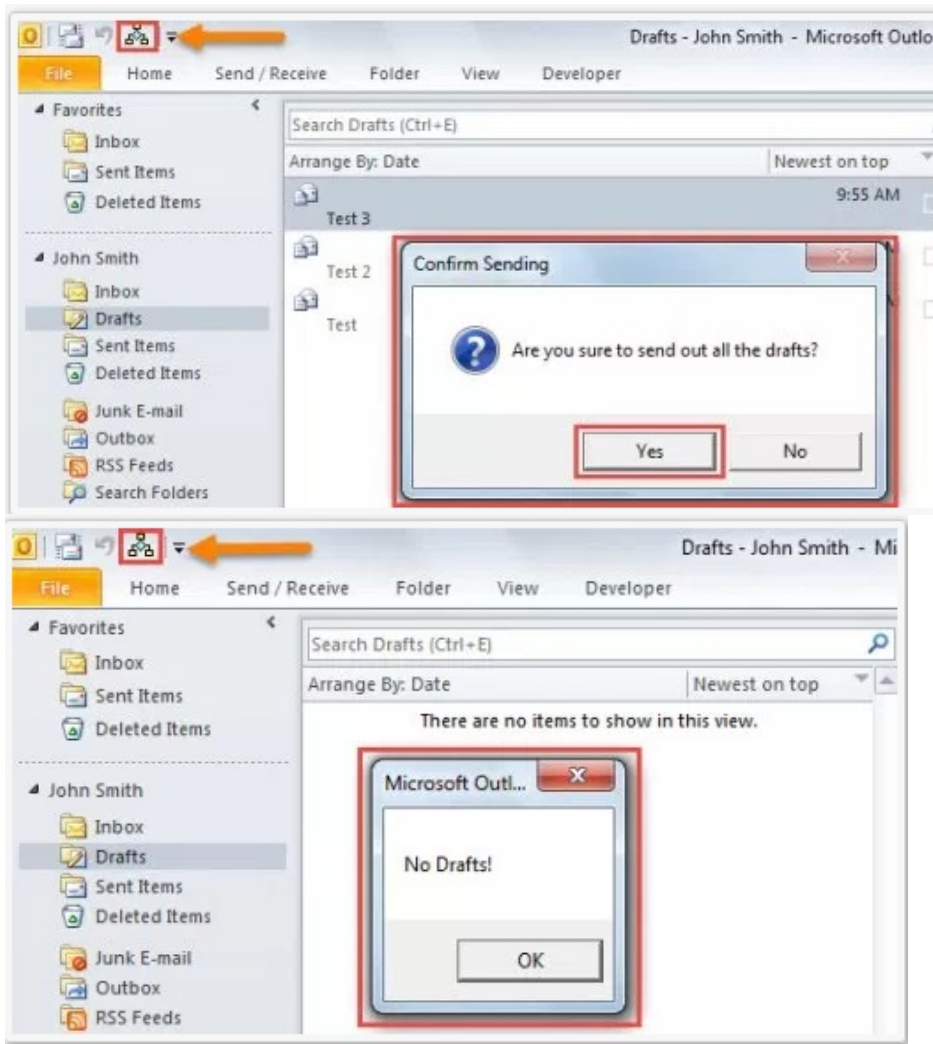 Drafts - John Smith - Microsoft Outlo
File Home Send / Receive Folder View Developer
Favorites
Inbox
Sent Items
Deleted Items
John Smith
Inbox
Drafts
Sent Items
Deleted Items
Junk E-mail
Outbox
RSS Feeds
Search Folders
Search Drafts (Ctrl+E)
Arrange By: Date Newest on top
9:55 AM
Test 3
Test 2
Test
Confirm Sending
Are you sure to send out all the drafts?
Yes No
Drafts - John Smith - Mi
File Home Send / Receive Folder View Developer
Favorites
Inbox
Sent Items
Deleted Items
John Smith
Inbox
Drafts
Sent Items
Deleted Items
Junk E-mail
Outbox
RSS Feeds
Search Drafts (Ctrl+E)
Arrange By: Date Newest on top
There are no items to show in this view.
Microsoft Outl...
No Drafts!
OK